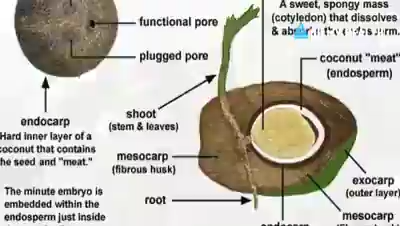 functional pore
plugged pore
endocarp
Hard inner layer of a
coconut that contains
the seed and "meat."
The minute embryo is
embedded within the
endosperm just inside
shoot
(stem & leaves)
mesocarp
(fibrous husk)
root
A sweet, spongy mass
(cotyledon) that dissolves
&
coconut "meat"
(endosperm)
exocarp
(outer layer)
mesocarp